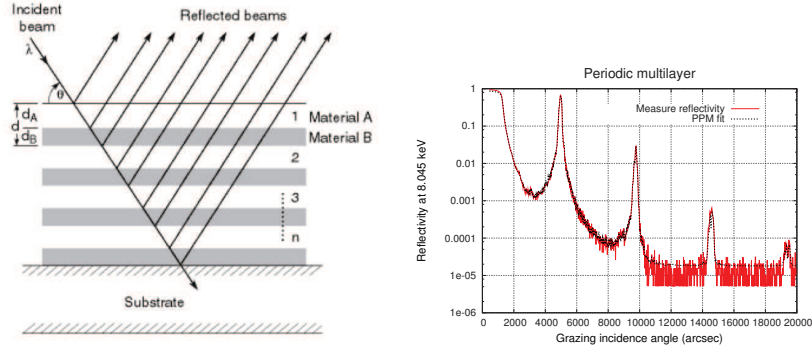 Incident
beam
Reflected beams
λ
θ
d
dA
dB
1
Material A
Material B
2
3
n
Substrate
Periodic multilayer
Measure reflectivity
PPM fit
Reflectivity at 8.045 keV
1
0.1
0.01
0.001
0.0001
1e-05
1e-06
0 2000 4000 6000 8000 10000 12000 14000 16000 18000 20000
Grazing incidence angle (arcsec)